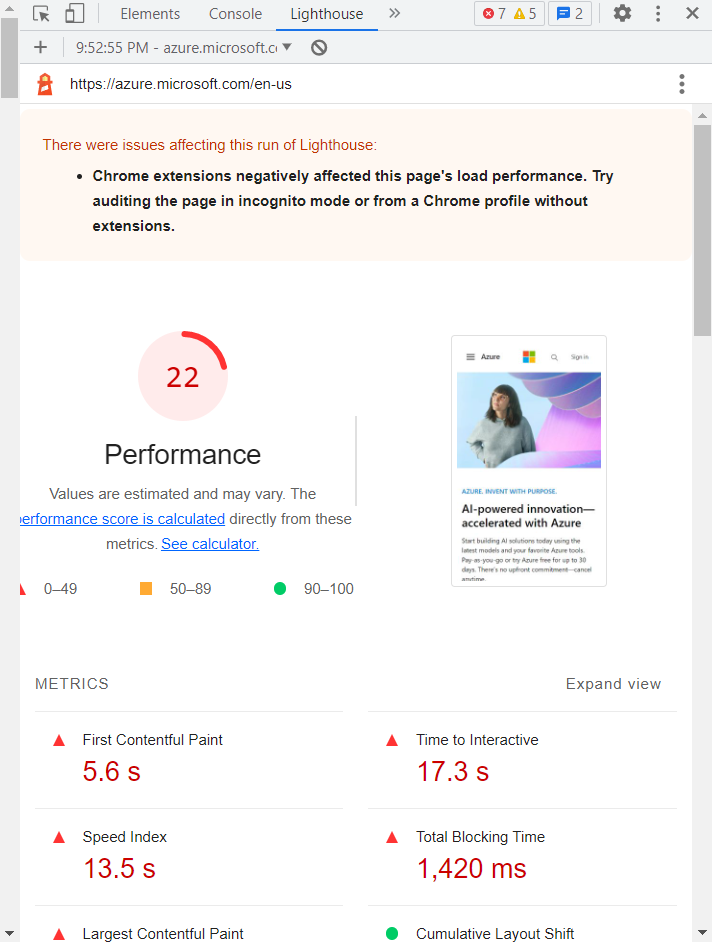 Elements Console Lighthouse 7 5 2
9:52:55 PM - azure.microsoft.c
https://azure.microsoft.com/en-us
There were issues affecting this run of Lighthouse:
• Chrome extensions negatively affected this page's load performance. Try
auditing the page in incognito mode or from a Chrome profile without
extensions.
22
Performance
Values are estimated and may vary. The
performance score is calculated directly from these
metrics. See calculator.
0–49 50–89 90–100
Azure Sign in
AZURE. INVENT WITH PURPOSE.
AI-powered innovation—
accelerated with Azure
Start building AI solutions today using the
latest models and your favorite Azure tools.
Pay-as-you-go or try Azure free for up to 30
days. There's no upfront commitment—cancel
anytime.
METRICS Expand view
First Contentful Paint
5.6 s
Time to Interactive
17.3 s
Speed Index
13.5 s
Total Blocking Time
1,420 ms
Largest Contentful Paint
Cumulative Layout Shift